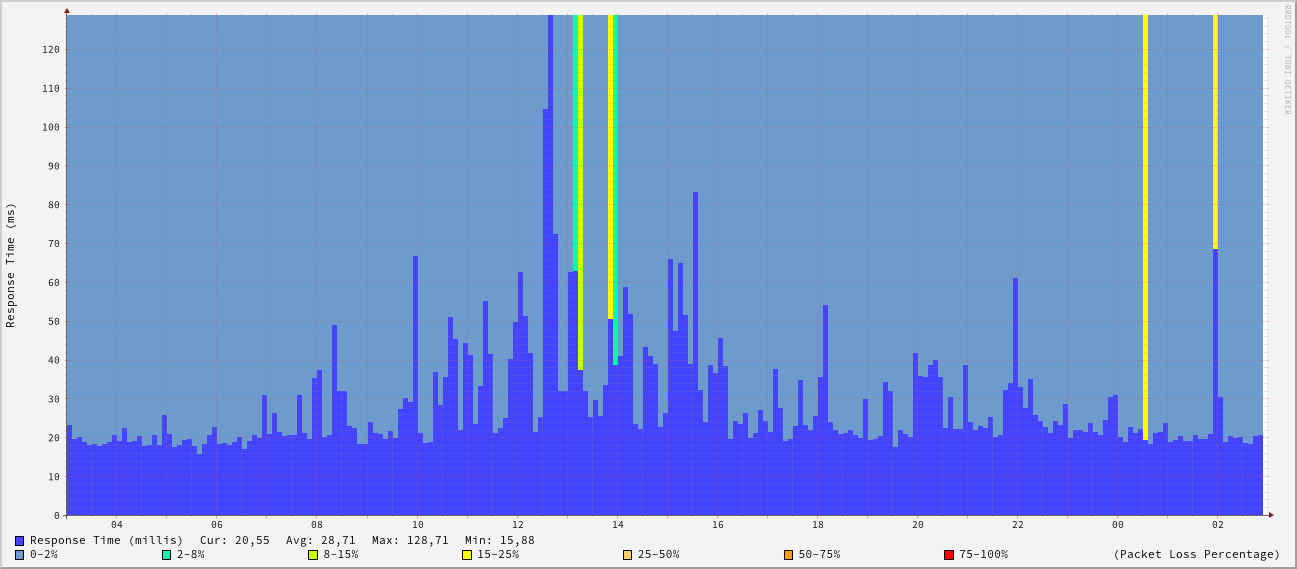 RRDTOOL / TOBI OETIKER
Response Time (ms)
120
110
100
90
80
70
60
50
40
30
20
10
0
04 06 08 10 12 14 16 18 20 22 00 02
Response Time (millis) Cur: 20,55 Avg: 28,71 Max: 128,71 Min: 15,88
0-2% 2-8% 8-15% 15-25% 25-50% 50-75% 75-100% (Packet Loss Percentage)